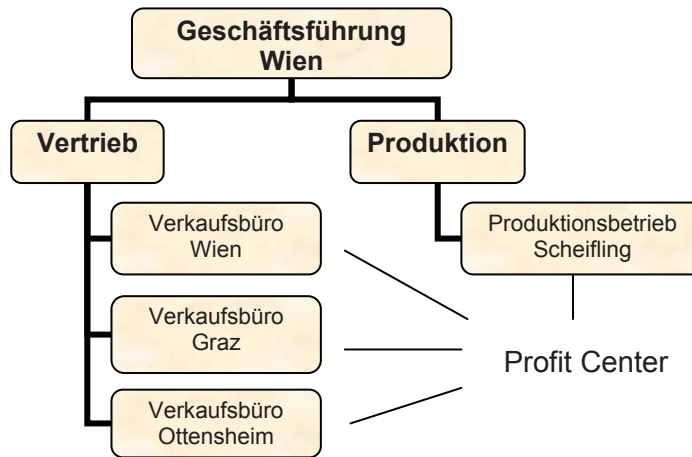 Geschäftsführung
Wien
Vertrieb
Produktion
Verkaufsbüro
Wien
Produktionsbetrieb
Scheifling
Verkaufsbüro
Graz
Profit Center
Verkaufsbüro
Ottensheim